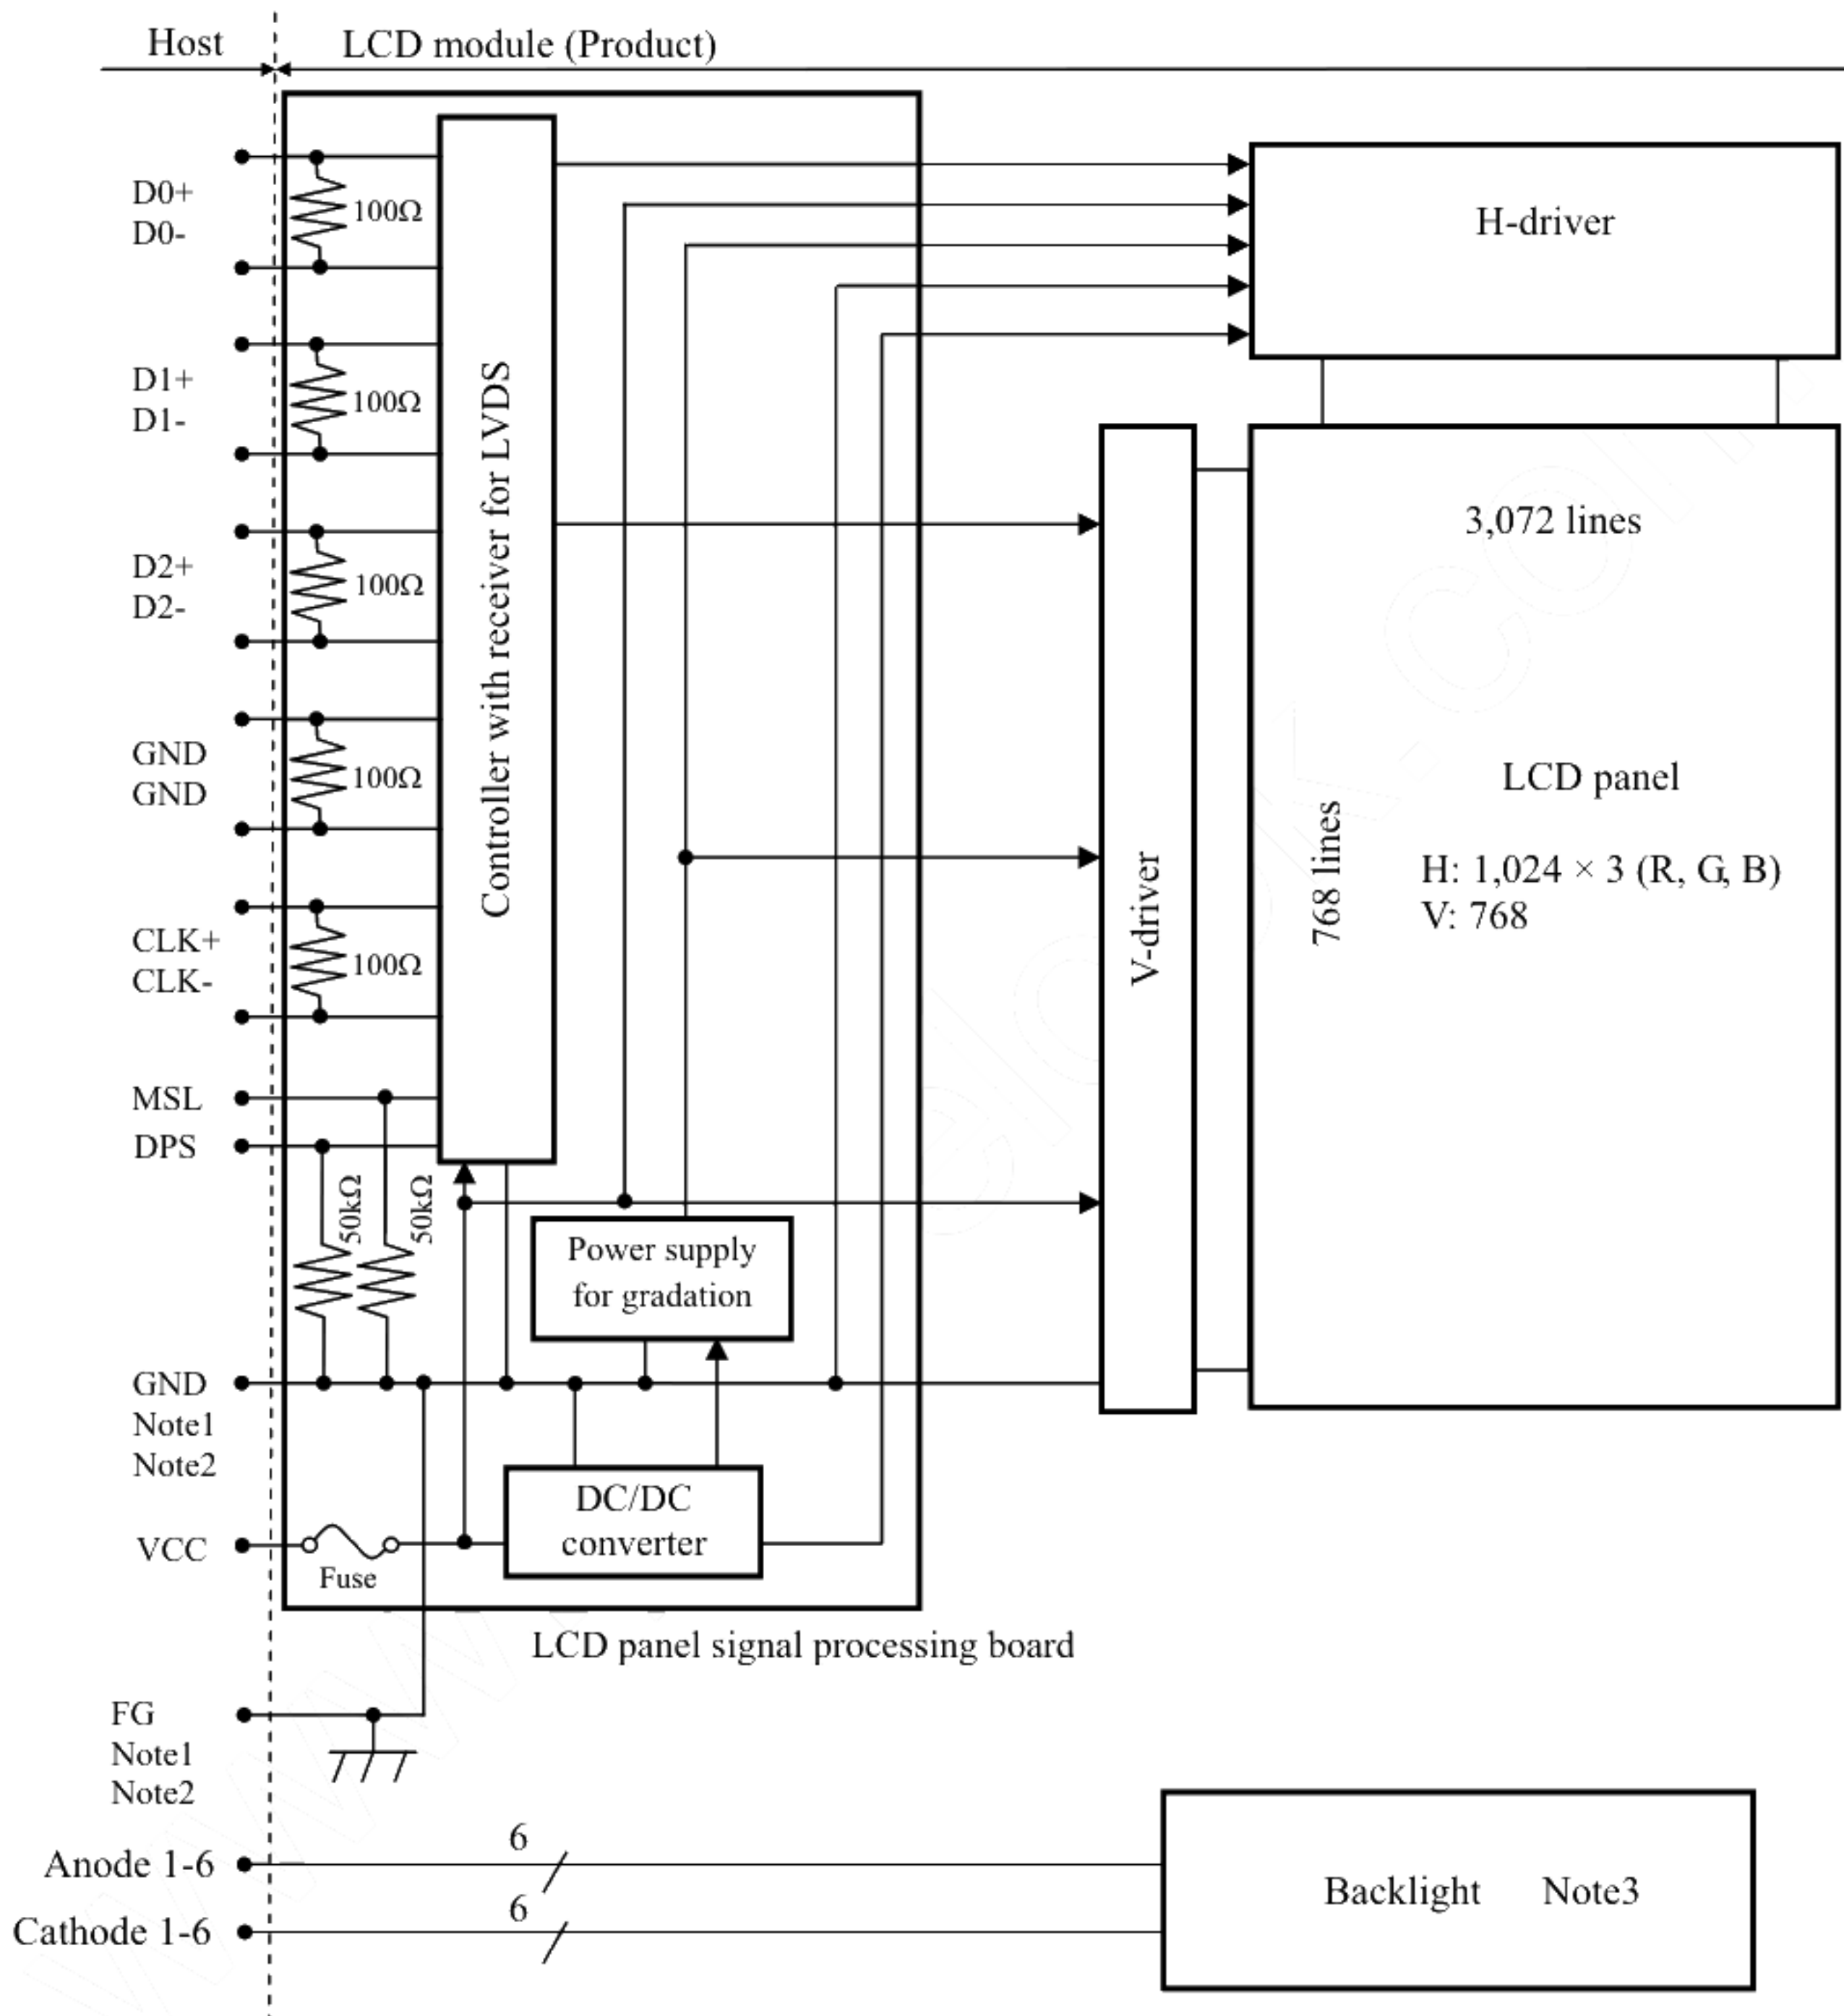 Host
LCD module (Product)
D0+
D0-
100Ω
D1+
D1-
100Ω
D2+
D2-
100Ω
GND
GND
100Ω
CLK+
CLK-
100Ω
MSL
DPS
50kΩ
50kΩ
Controller with receiver for LVDS
H-driver
V-driver
3,072 lines
768 lines
LCD panel
H: 1,024 × 3 (R, G, B)
V: 768
Power supply
for gradation
GND
Note1
Note2
DC/DC
converter
VCC
Fuse
LCD panel signal processing board
FG
Note1
Note2
Anode 1-6
6
Cathode 1-6
6
Backlight Note3